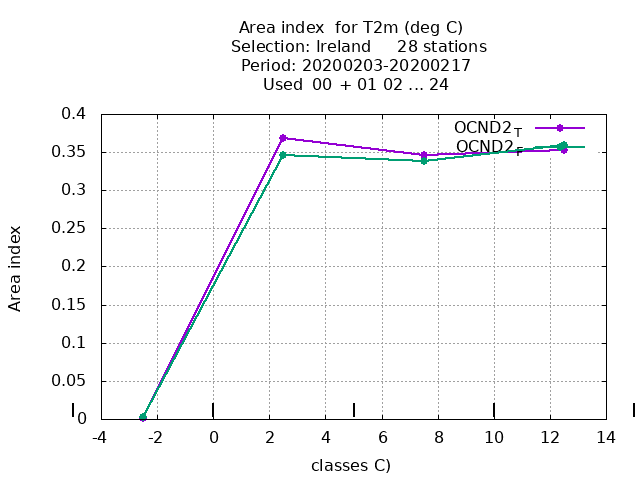 Area index for T2m (deg C)
Selection: Ireland 28 stations
Period: 20200203-20200217
Used 00 + 01 02 ... 24
0.4
OCND2T
0.35
OCND2F
0.3
0.25
Area index
0.2
0.15
0.1
0.05
0
-4 -2 0 2 4 6 8 10 12 14
classes C)